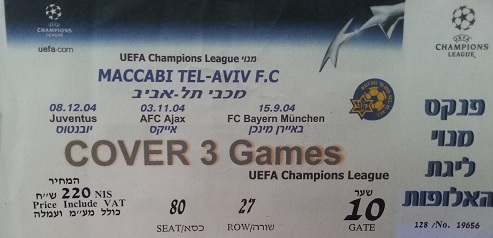 CHAMPIONS
LEAGUE
uefa.com
UEFA Champions League מנוי
MACCABI TEL-AVIV F.C
מכבי תל-אביב
08.12.04 03.11.04 15.9.04
Juventus AFC Ajax FC Bayern München
יובנטוס אייקס באיירן מינכן
COVER 3 Games
UEFA Champions League
המחיר
220 ש״ח NIS
Price Include VAT
כולל מע״מ ועמלה
80 27
SEAT/כסא ROW/שורה
שער
10
GATE
CHAMPIONS
LEAGUE
פנקס
מנוי
ליגת
האלופות
128 /No. 19656